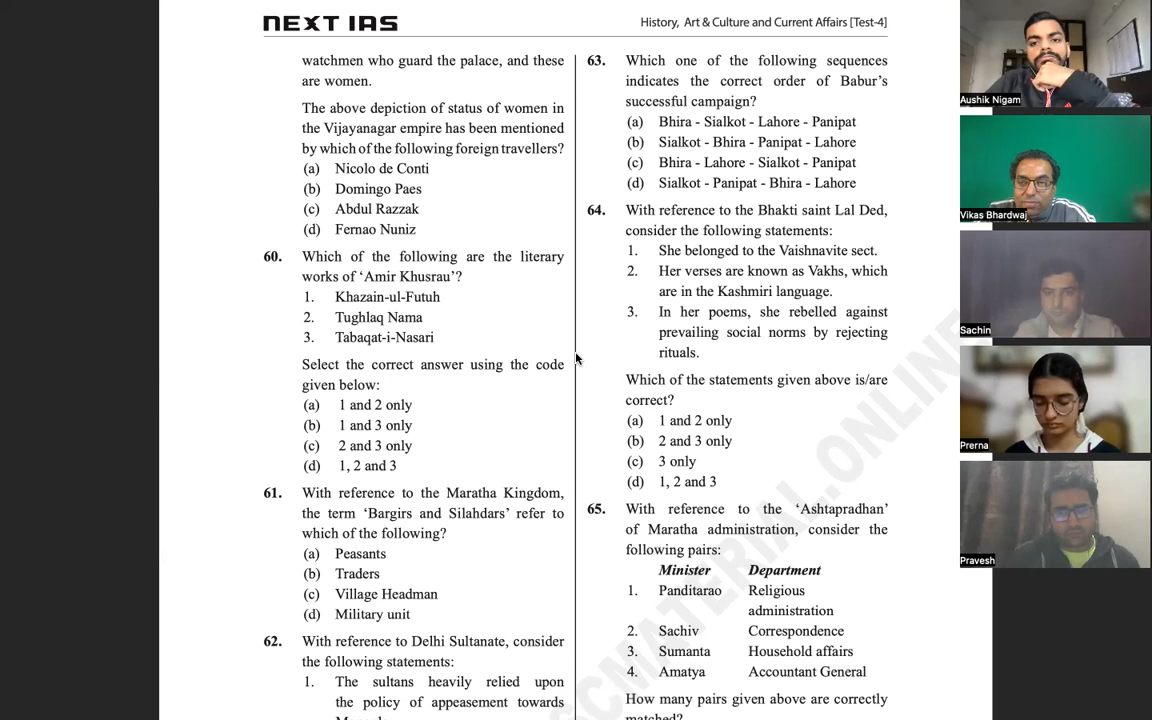 NEXT IAS
History, Art & Culture and Current Affairs [Test-4]
watchmen who guard the palace, and these
are women.
The above depiction of status of women in
the Vijayanagar empire has been mentioned
by which of the following foreign travellers?
(a) Nicolo de Conti
(b) Domingo Paes
(c) Abdul Razzak
(d) Fernao Nuniz
60. Which of the following are the literary
works of ‘Amir Khusrau’?
1. Khazain-ul-Futuh
2. Tughlaq Nama
3. Tabaqat-i-Nasari
Select the correct answer using the code
given below:
(a) 1 and 2 only
(b) 1 and 3 only
(c) 2 and 3 only
(d) 1, 2 and 3
61. With reference to the Maratha Kingdom,
the term ‘Bargirs and Silahdars’ refer to
which of the following?
(a) Peasants
(b) Traders
(c) Village Headman
(d) Military unit
62. With reference to Delhi Sultanate, consider
the following statements:
1. The sultans heavily relied upon
the policy of appeasement towards
63. Which one of the following sequences
indicates the correct order of Babur’s
successful campaign?
(a) Bhira - Sialkot - Lahore - Panipat
(b) Sialkot - Bhira - Panipat - Lahore
(c) Bhira - Lahore - Sialkot - Panipat
(d) Sialkot - Panipat - Bhira - Lahore
64. With reference to the Bhakti saint Lal Ded,
consider the following statements:
1. She belonged to the Vaishnavite sect.
2. Her verses are known as Vakhs, which
are in the Kashmiri language.
3. In her poems, she rebelled against
prevailing social norms by rejecting
rituals.
Which of the statements given above is/are
correct?
(a) 1 and 2 only
(b) 2 and 3 only
(c) 3 only
(d) 1, 2 and 3
65. With reference to the ‘Ashtapradhan’
of Maratha administration, consider the
following pairs:
Minister Department
1. Panditarao Religious
administration
2. Sachiv Correspondence
3. Sumanta Household affairs
4. Amatya Accountant General
How many pairs given above are correctly
matched?
SCMATERIAL.ONLINE
Aushik Nigam
Vikas Bhardwaj
Sachin
Prerna
Pravesh